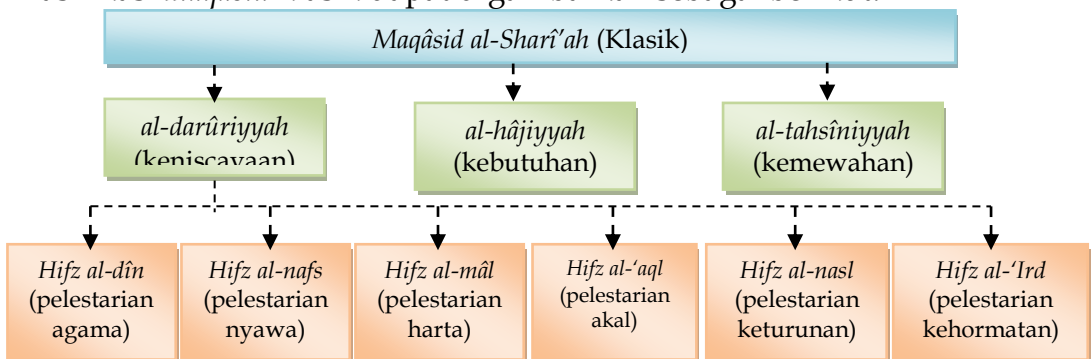 Maqâsid al-Sharî'ah (Klasik)
al-darûriyyah
(keniscayaan)
al-hâjiyyah
(kebutuhan)
al-tahsîniyyah
(kemewahan)
Hifz al-dîn
(pelestarian
agama)
Hifz al-nafs
(pelestarian
nyawa)
Hifz al-mâl
(pelestarian
harta)
Hifz al-‘aql
(pelestarian
akal)
Hifz al-nasl
(pelestarian
keturunan)
Hifz al-‘Ird
(pelestarian
kehormatan)